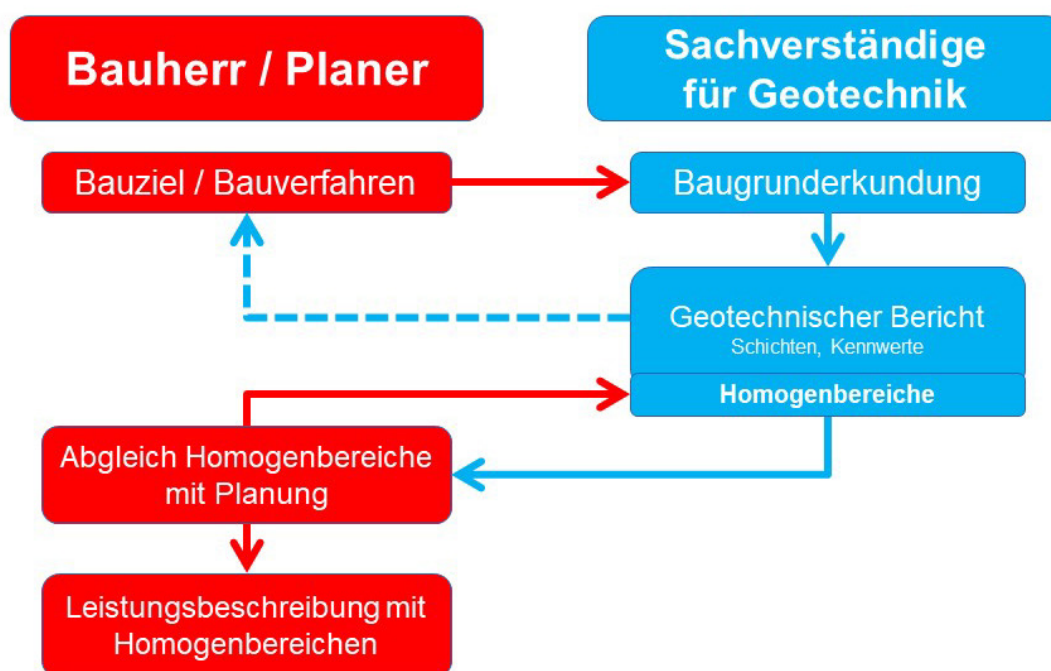 Bauherr / Planer
Sachverständige
für Geotechnik
Bauziel / Bauverfahren
Baugrunderkundung
Geotechnischer Bericht
Schichten, Kennwerte
Homogenbereiche
Abgleich Homogenbereiche
mit Planung
Leistungsbeschreibung mit
Homogenbereichen